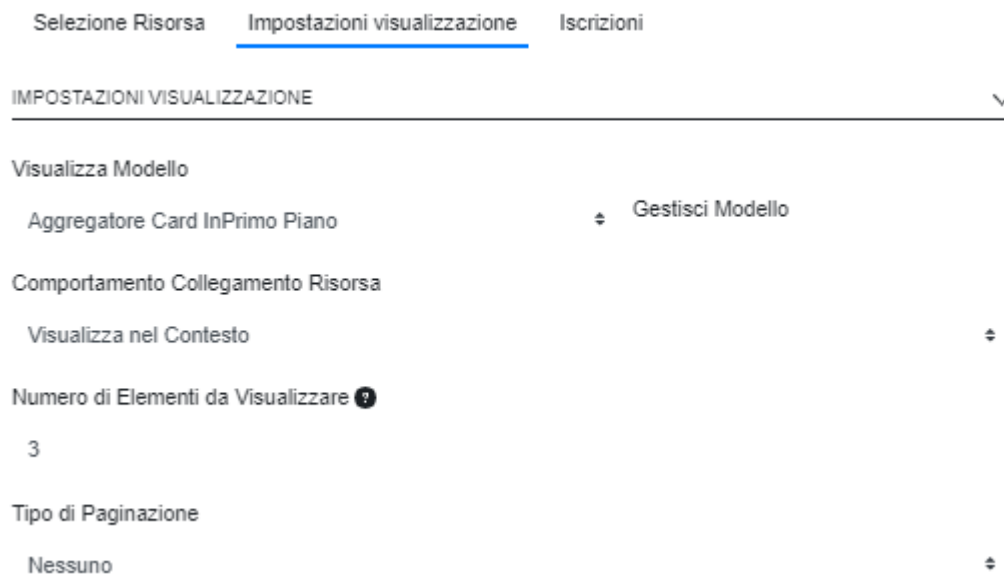 Selezione Risorsa Impostazioni visualizzazione Iscrizioni
IMPOSTAZIONI VISUALIZZAZIONE
Visualizza Modello
Aggregatore Card InPrimo Piano Gestisci Modello
Comportamento Collegamento Risorsa
Visualizza nel Contesto
Numero di Elementi da Visualizzare ?
3
Tipo di Paginazione
Nessuno